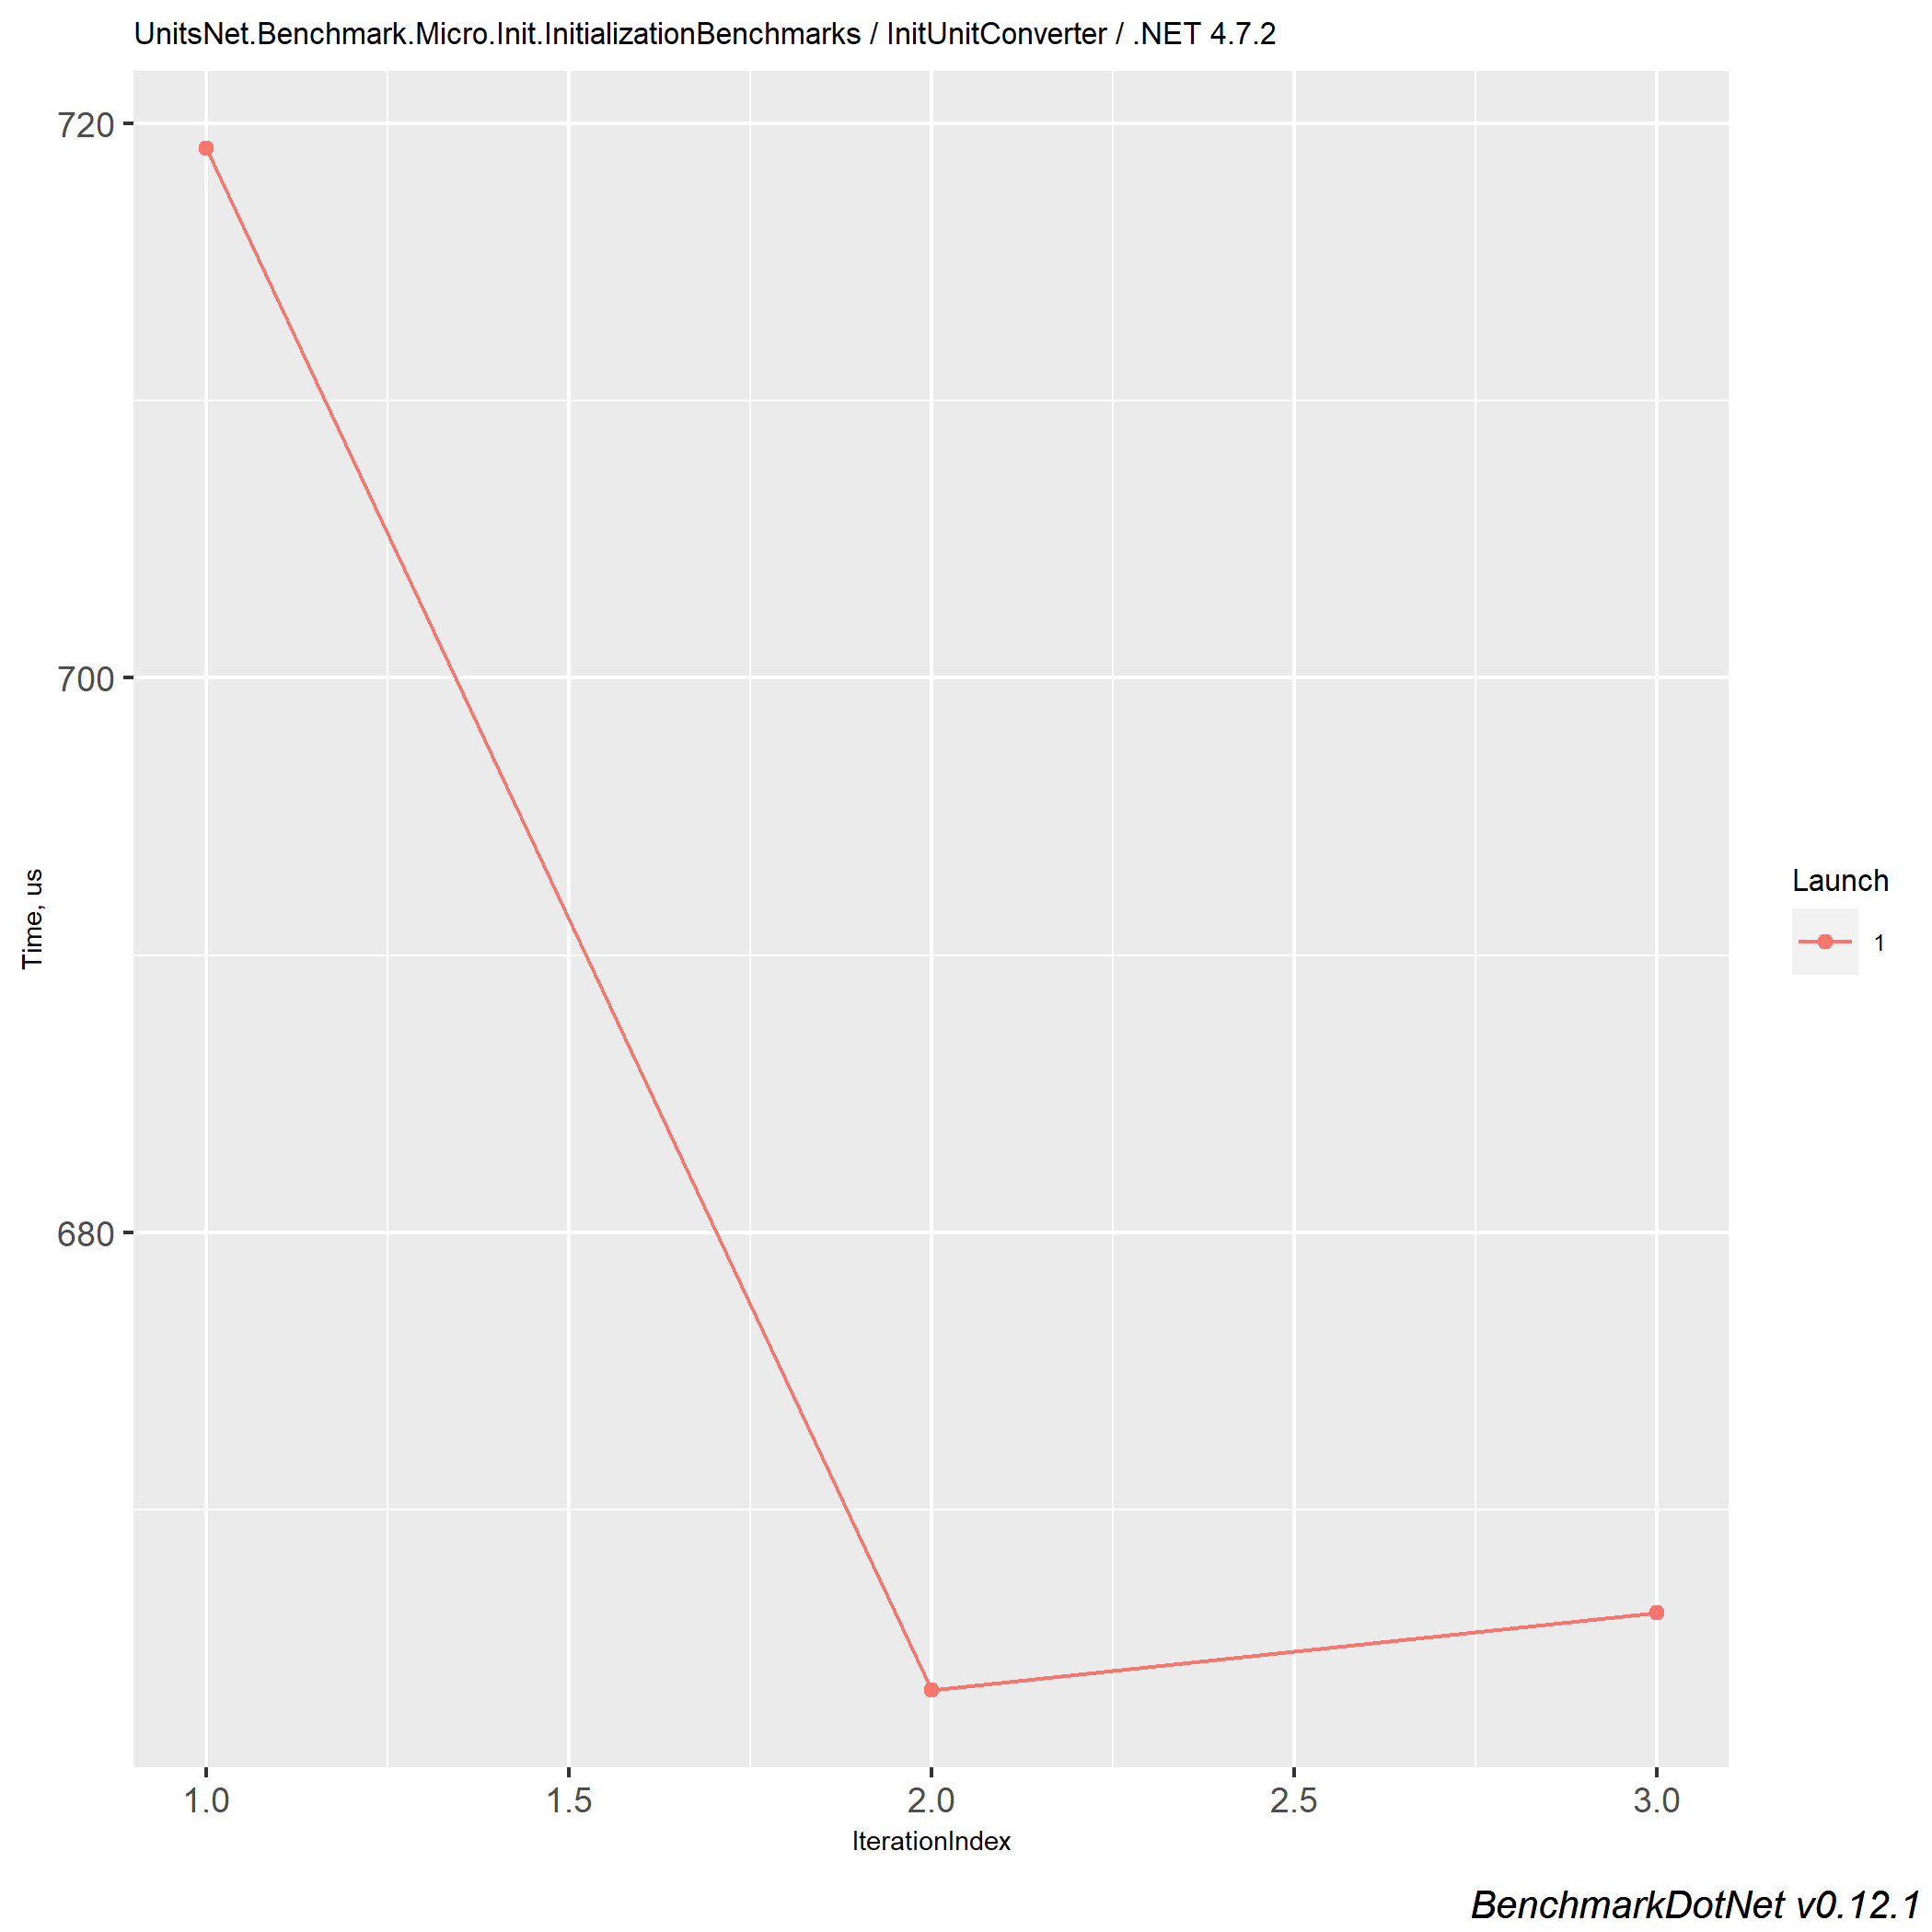 UnitsNet.Benchmark.Micro.Init.InitializationBenchmarks / InitUnitConverter / .NET 4.7.2
720
700
680
Time, us
1.0 1.5 2.0 2.5 3.0
IterationIndex
Launch
1
BenchmarkDotNet v0.12.1